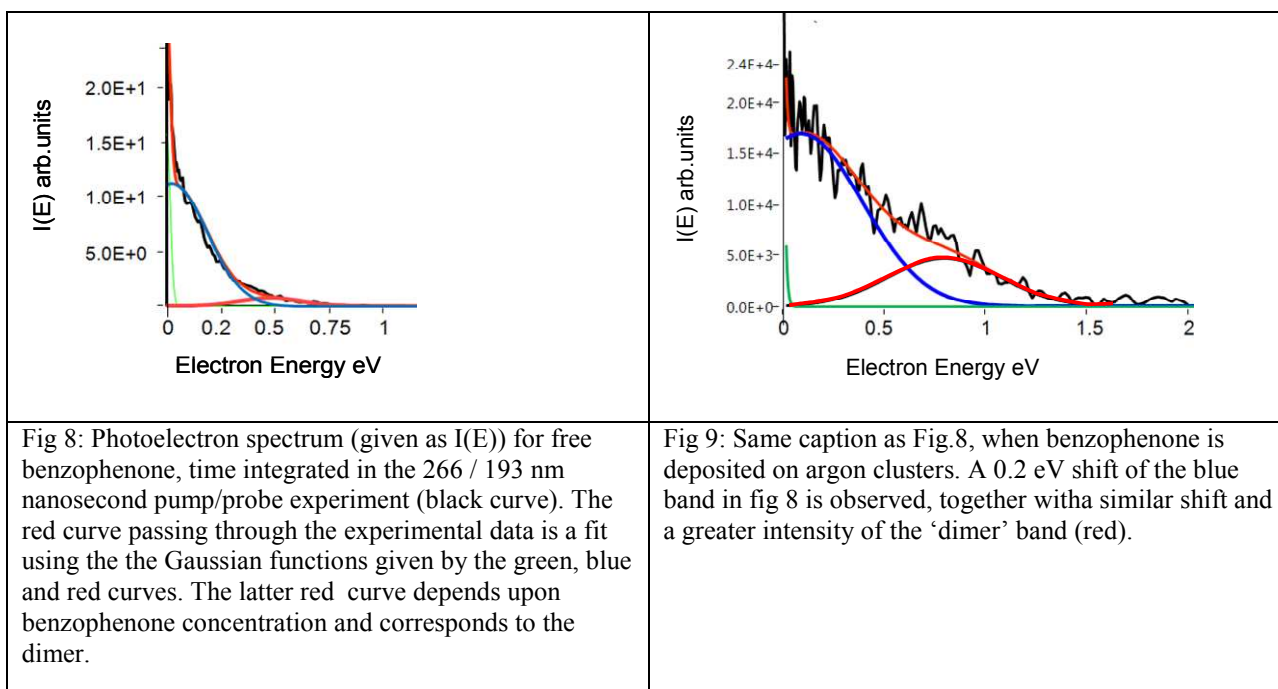 I(E) arb.units
2.0E+1
1.5E+1
1.0E+1
5.0E+0
0 0.2 0.5 0.75 1
Electron Energy eV
I(E) arb.units
2.4E+4
2.0E+4
1.5E+4
1.0E+4
5.0E+3
0.0E+0
0 0.5 1 1.5 2
Electron Energy eV
Fig 8: Photoelectron spectrum (given as I(E)) for free
benzophenone, time integrated in the 266 / 193 nm
nanosecond pump/probe experiment (black curve). The
red curve passing through the experimental data is a fit
using the the Gaussian functions given by the green, blue
and red curves. The latter red curve depends upon
benzophenone concentration and corresponds to the
dimer.
Fig 9: Same caption as Fig.8, when benzophenone is
deposited on argon clusters. A 0.2 eV shift of the blue
band in fig 8 is observed, together witha similar shift and
a greater intensity of the ‘dimer’ band (red).